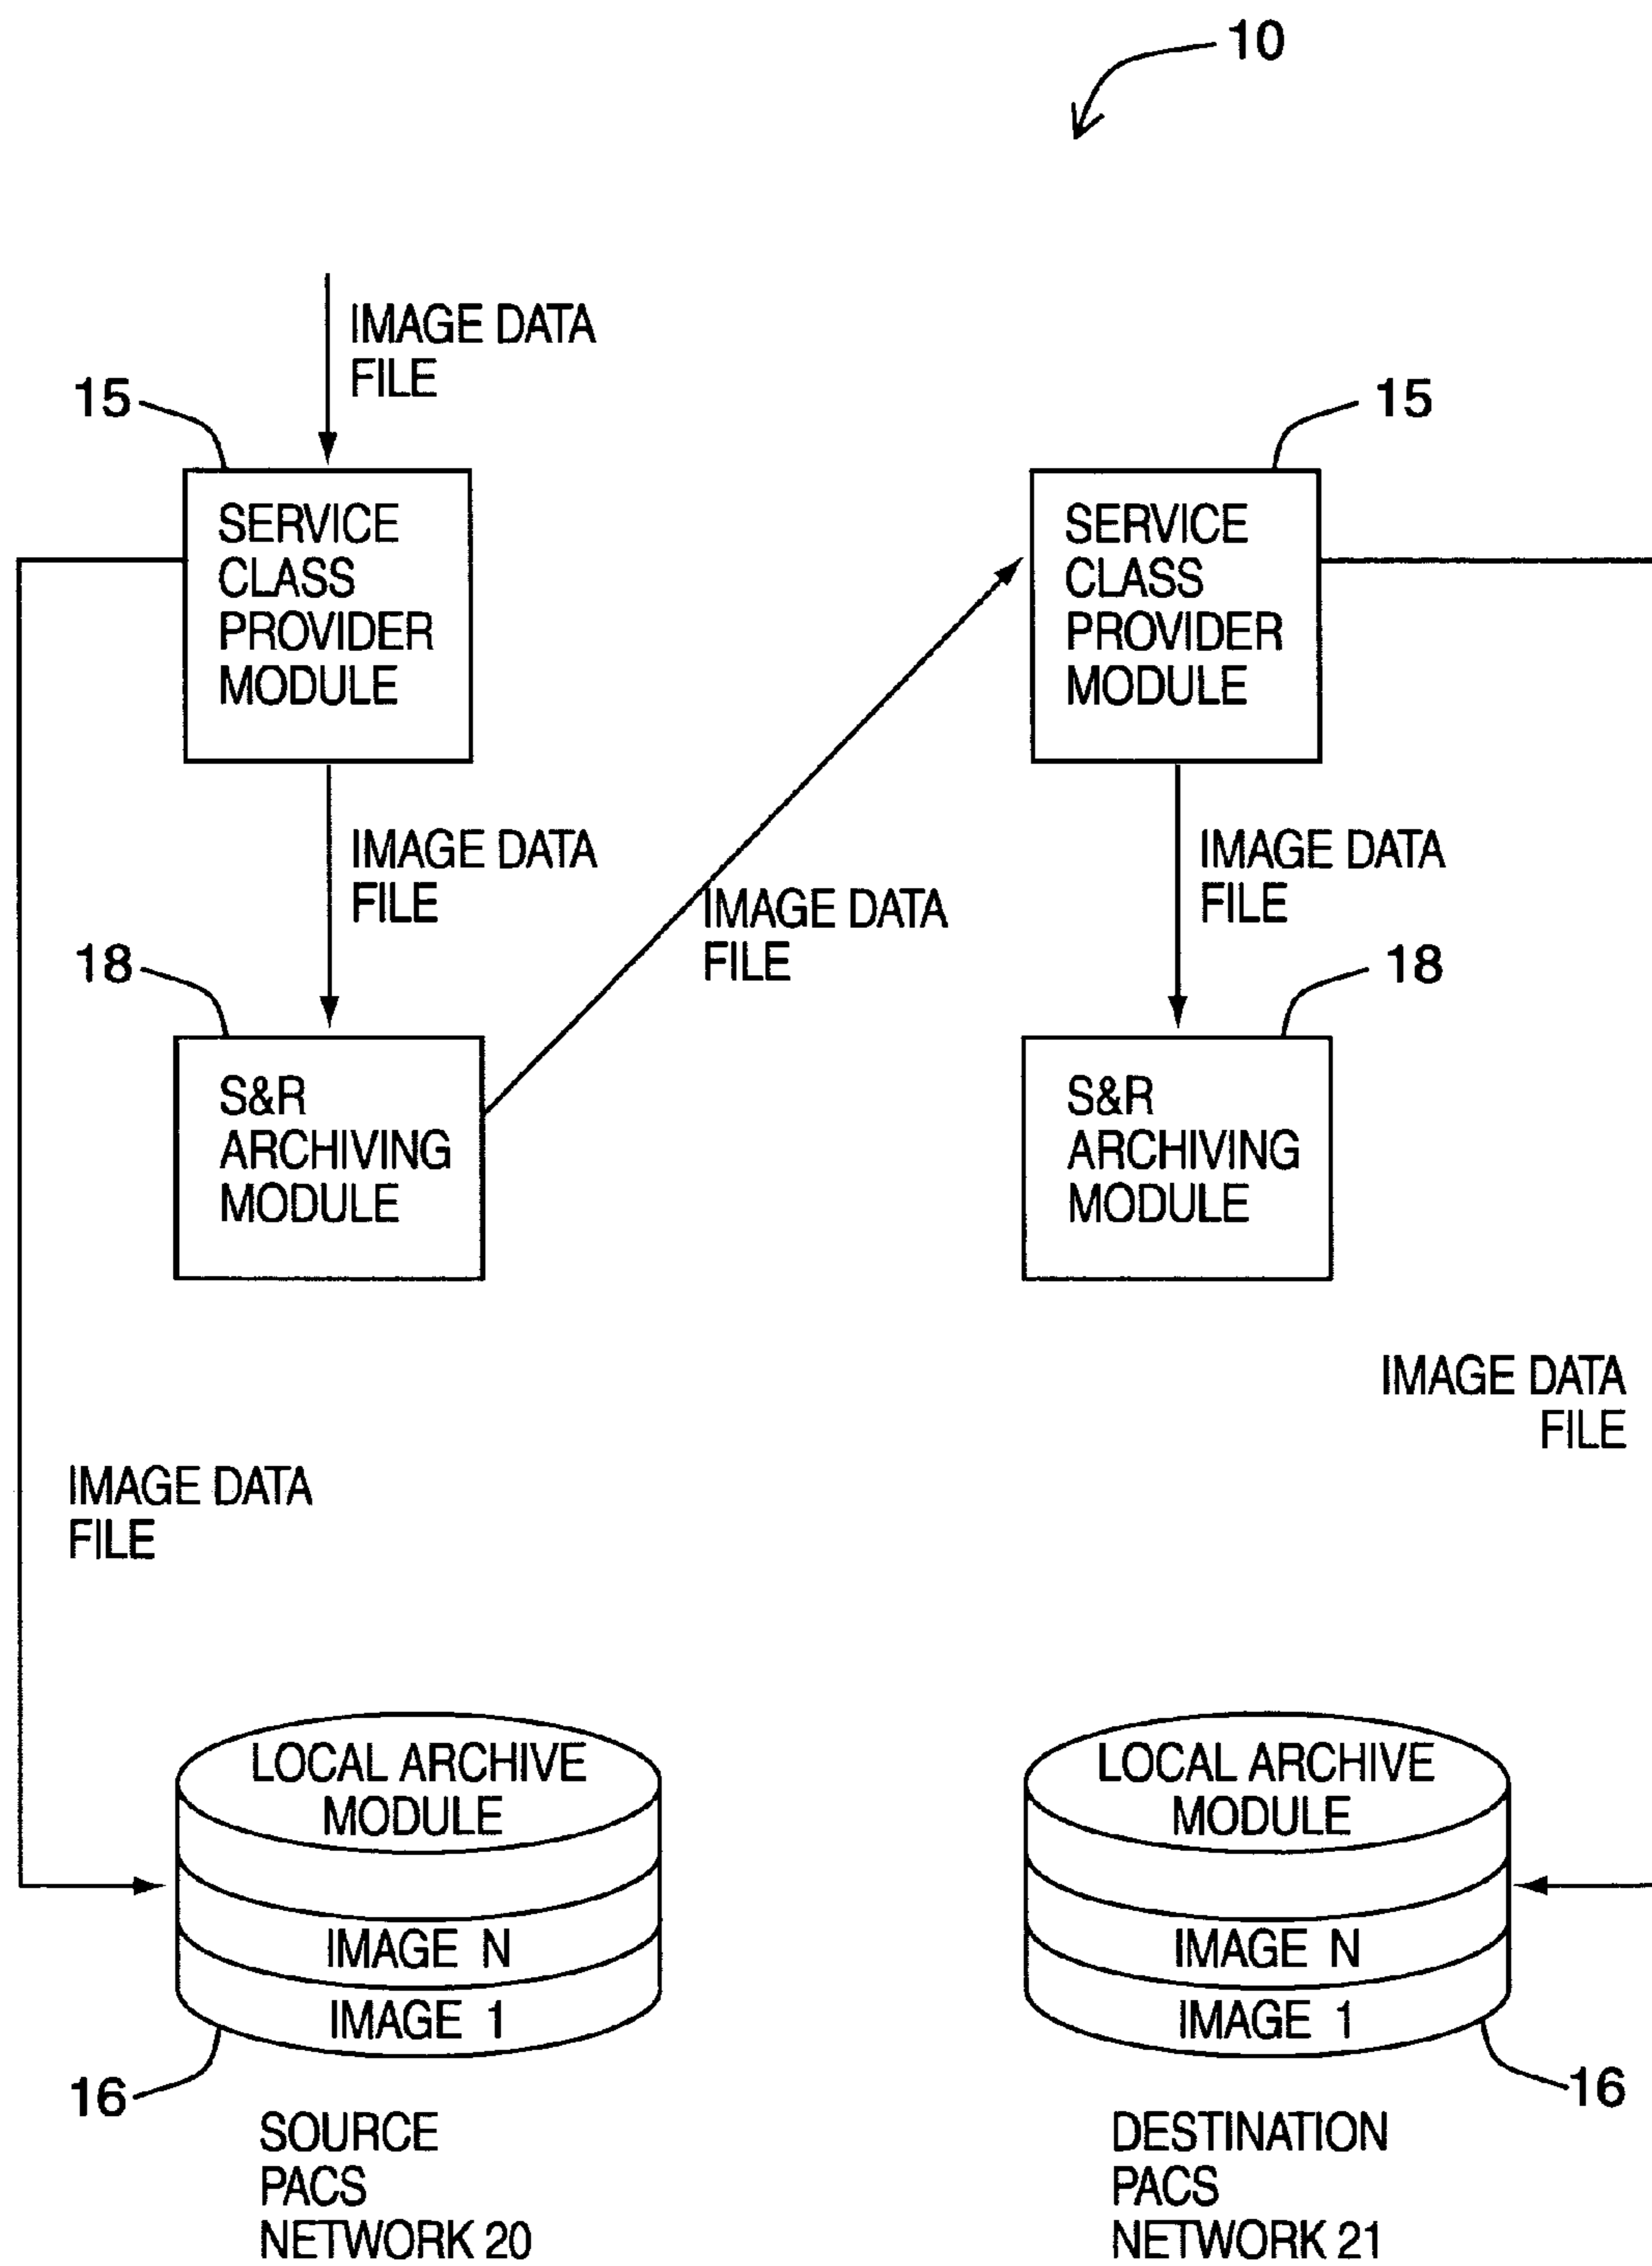 10
IMAGE DATA
FILE
15
15
SERVICE
CLASS
PROVIDER
MODULE
SERVICE
CLASS
PROVIDER
MODULE
IMAGE DATA
FILE
IMAGE DATA
FILE
IMAGE DATA
FILE
18
18
S&R
ARCHIVING
MODULE
S&R
ARCHIVING
MODULE
IMAGE DATA
FILE
IMAGE DATA
FILE
LOCAL ARCHIVE
MODULE
IMAGE N
IMAGE 1
LOCAL ARCHIVE
MODULE
IMAGE N
IMAGE 1
16
16
SOURCE
PACS
NETWORK 20
DESTINATION
PACS
NETWORK 21